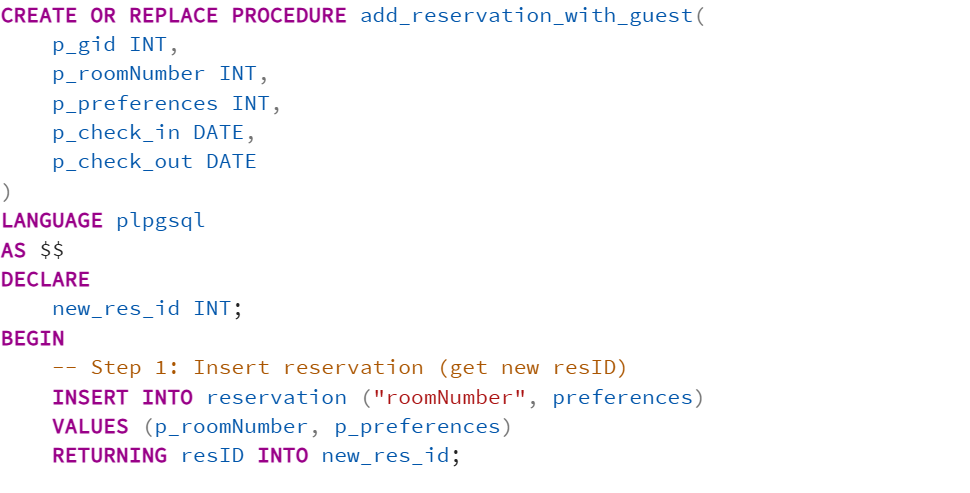 CREATE OR REPLACE PROCEDURE add_reservation_with_guest(
    p_gid INT,
    p_roomNumber INT,
    p_preferences INT,
    p_check_in DATE,
    p_check_out DATE
)
LANGUAGE plpgsql
AS $$
DECLARE
    new_res_id INT;
BEGIN
    -- Step 1: Insert reservation (get new resID)
    INSERT INTO reservation ("roomNumber", preferences)
    VALUES (p_roomNumber, p_preferences)
    RETURNING resID INTO new_res_id;